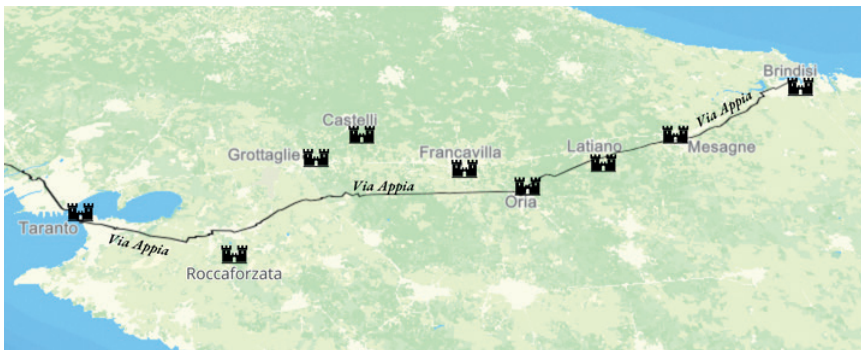 Brindisi
Via Appia
Castelli
Grottaglie
Francavilla
Latiano
Mesagne
Via Appia
Oria
Taranto
Via Appia
Roccaforzata